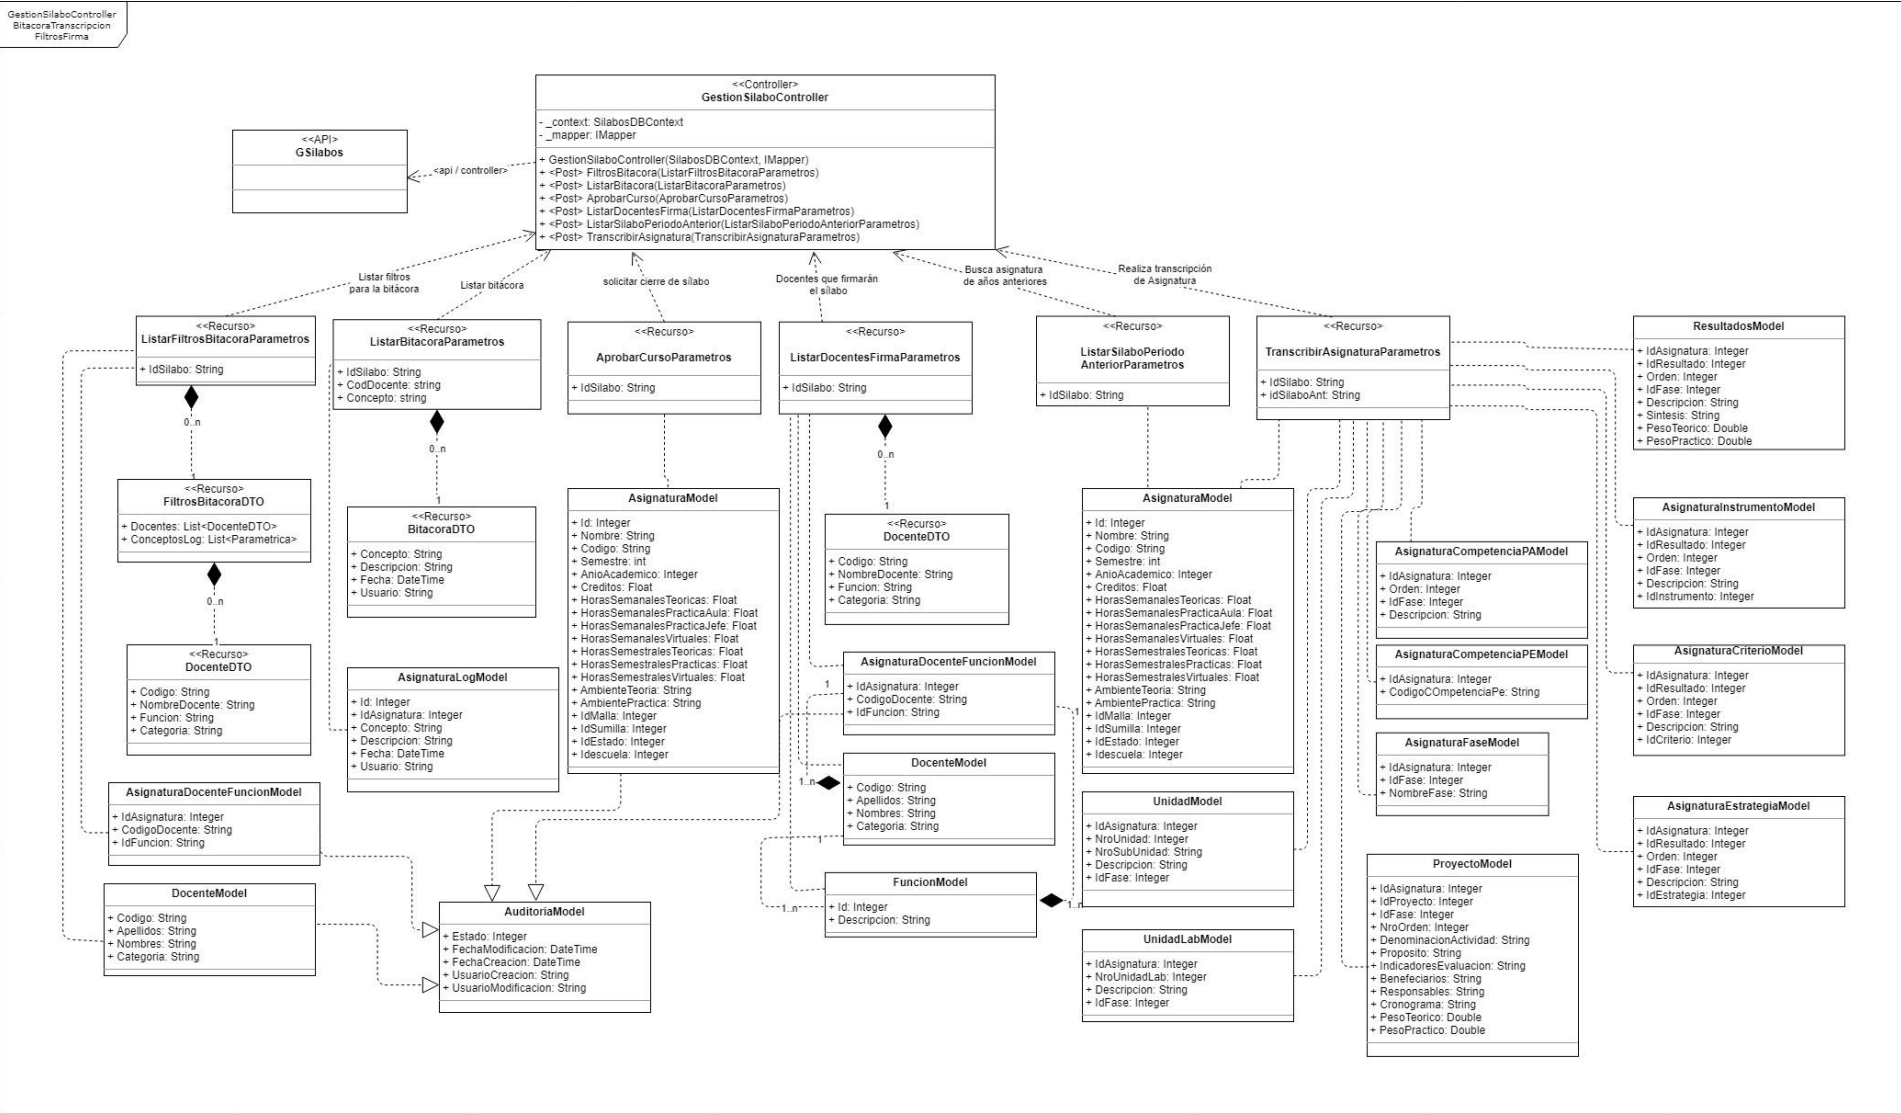 GestionSilaboController
BitacoraTranscripcion
FiltrosFirma
<<Controller>>
GestionSilaboController
- _context: SilabosDBContext
- _mapper: IMapper
+ GestionSilaboController(SilabosDBContext, IMapper)
+ <Post> FiltrosBitacora(ListarFiltrosBitacoraParametros)
+ <Post> ListarBitacora(ListarBitacoraParametros)
+ <Post> AprobarCurso(AprobarCursoParametros)
+ <Post> ListarDocentesFirma(ListarDocentesFirmaParametros)
+ <Post> ListarSilaboPeriodoAnterior(ListarSilaboPeriodoAnteriorParametros)
+ <Post> TranscribirAsignatura(TranscribirAsignaturaParametros)
<<API>>
GSilabos
<api / controller>
Listar filtros
para la bitácora
Listar bitácora
solicitar cierre de sílabo
Docentes que firmarán
el sílabo
Busca asignatura
de años anteriores
Realiza transcripción
de Asignatura
<<Recurso>>
ListarFiltrosBitacoraParametros
+ IdSilabo: String
<<Recurso>>
ListarBitacoraParametros
+ IdSilabo: String
+ CodDocente: string
+ Concepto: string
<<Recurso>>
AprobarCursoParametros
+ IdSilabo: String
<<Recurso>>
ListarDocentesFirmaParametros
+ IdSilabo: String
<<Recurso>>
ListarSilaboPeriodo
AnteriorParametros
+ IdSilabo: String
<<Recurso>>
TranscribirAsignaturaParametros
+ IdSilabo: String
+ idSilaboAnt: String
ResultadosModel
+ IdAsignatura: Integer
+ IdResultado: Integer
+ Orden: Integer
+ IdFase: Integer
+ Descripcion: String
+ Sintesis: String
+ PesoTeorico: Double
+ PesoPractico: Double
0..n
1
0..n
1
0..n
1
<<Recurso>>
FiltrosBitacoraDTO
+ Docentes: List<DocenteDTO>
+ ConceptosLog: List<Parametrica>
0..n
1
<<Recurso>>
DocenteDTO
+ Codigo: String
+ NombreDocente: String
+ Funcion: String
+ Categoria: String
<<Recurso>>
BitacoraDTO
+ Concepto: String
+ Descripcion: String
+ Fecha: DateTime
+ Usuario: String
AsignaturaLogModel
+ Id: Integer
+ IdAsignatura: Integer
+ Concepto: String
+ Descripcion: String
+ Fecha: DateTime
+ Usuario: String
AsignaturaModel
+ Id: Integer
+ Nombre: String
+ Codigo: String
+ Semestre: int
+ AnioAcademico: Integer
+ Creditos: Float
+ HorasSemanalesTeoricas: Float
+ HorasSemanalesPracticaAula: Float
+ HorasSemanalesPracticaJefe: Float
+ HorasSemanalesVirtuales: Float
+ HorasSemestralesTeoricas: Float
+ HorasSemestralesPracticas: Float
+ HorasSemestralesVirtuales: Float
+ AmbienteTeoria: String
+ AmbientePractica: String
+ IdMalla: Integer
+ IdSumilla: Integer
+ IdEstado: Integer
+ Idescuela: Integer
<<Recurso>>
DocenteDTO
+ Codigo: String
+ NombreDocente: String
+ Funcion: String
+ Categoria: String
AsignaturaDocenteFuncionModel
+ IdAsignatura: Integer
+ CodigoDocente: String
+ IdFuncion: String
1
1
DocenteModel
+ Codigo: String
+ Apellidos: String
+ Nombres: String
+ Categoria: String
1..n
1
FuncionModel
+ Id: Integer
+ Descripcion: String
1..n
1..n
AsignaturaModel
+ Id: Integer
+ Nombre: String
+ Codigo: String
+ Semestre: int
+ AnioAcademico: Integer
+ Creditos: Float
+ HorasSemanalesTeoricas: Float
+ HorasSemanalesPracticaAula: Float
+ HorasSemanalesPracticaJefe: Float
+ HorasSemanalesVirtuales: Float
+ HorasSemestralesTeoricas: Float
+ HorasSemestralesPracticas: Float
+ HorasSemestralesVirtuales: Float
+ AmbienteTeoria: String
+ AmbientePractica: String
+ IdMalla: Integer
+ IdSumilla: Integer
+ IdEstado: Integer
+ Idescuela: Integer
UnidadModel
+ IdAsignatura: Integer
+ NroUnidad: Integer
+ NroSubUnidad: String
+ Descripcion: String
+ IdFase: Integer
UnidadLabModel
+ IdAsignatura: Integer
+ NroUnidadLab: Integer
+ Descripcion: String
+ IdFase: Integer
AsignaturaCompetenciaPAModel
+ IdAsignatura: Integer
+ Orden: Integer
+ IdFase: Integer
+ Descripcion: String
AsignaturaCompetenciaPEModel
+ IdAsignatura: Integer
+ CodigoCOmpetenciaPe: String
AsignaturaFaseModel
+ IdAsignatura: Integer
+ IdFase: Integer
+ NombreFase: String
ProyectoModel
+ IdAsignatura: Integer
+ IdProyecto: Integer
+ IdFase: Integer
+ NroOrden: Integer
+ DenominacionActividad: String
+ Proposito: String
+ IndicadoresEvaluacion: String
+ Benefeciarios: String
+ Responsables: String
+ Cronograma: String
+ PesoTeorico: Double
+ PesoPractico: Double
AsignaturaInstrumentoModel
+ IdAsignatura: Integer
+ IdResultado: Integer
+ Orden: Integer
+ IdFase: Integer
+ Descripcion: String
+ IdInstrumento: Integer
AsignaturaCriterioModel
+ IdAsignatura: Integer
+ IdResultado: Integer
+ Orden: Integer
+ IdFase: Integer
+ Descripcion: String
+ IdCriterio: Integer
AsignaturaEstrategiaModel
+ IdAsignatura: Integer
+ IdResultado: Integer
+ Orden: Integer
+ IdFase: Integer
+ Descripcion: String
+ IdEstrategia: Integer
AsignaturaDocenteFuncionModel
+ IdAsignatura: Integer
+ CodigoDocente: String
+ IdFuncion: String
DocenteModel
+ Codigo: String
+ Apellidos: String
+ Nombres: String
+ Categoria: String
AuditoriaModel
+ Estado: Integer
+ FechaModificacion: DateTime
+ FechaCreacion: DateTime
+ UsuarioCreacion: String
+ UsuarioModificacion: String